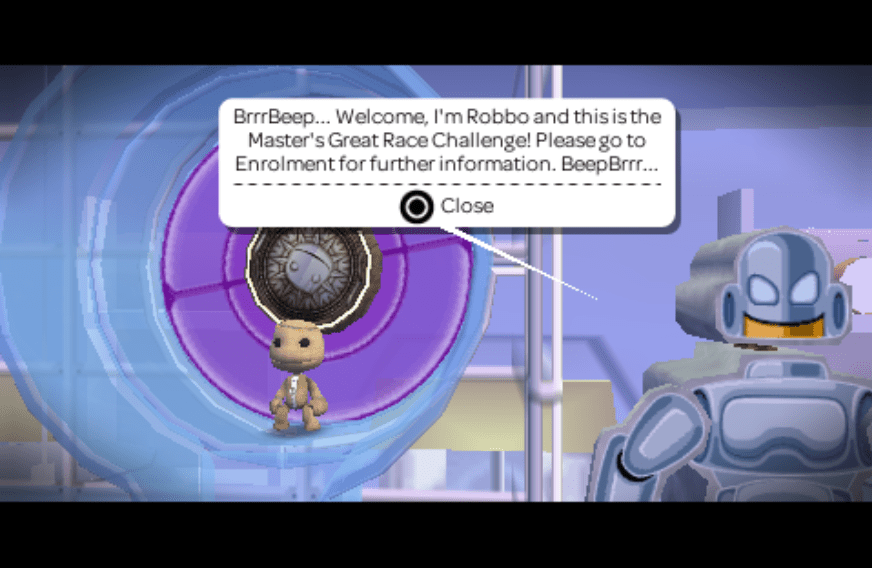 BrrrBeep... Welcome, I'm Robbo and this is the
Master's Great Race Challenge! Please go to
Enrolment for further information. BeepBrrr...
Close